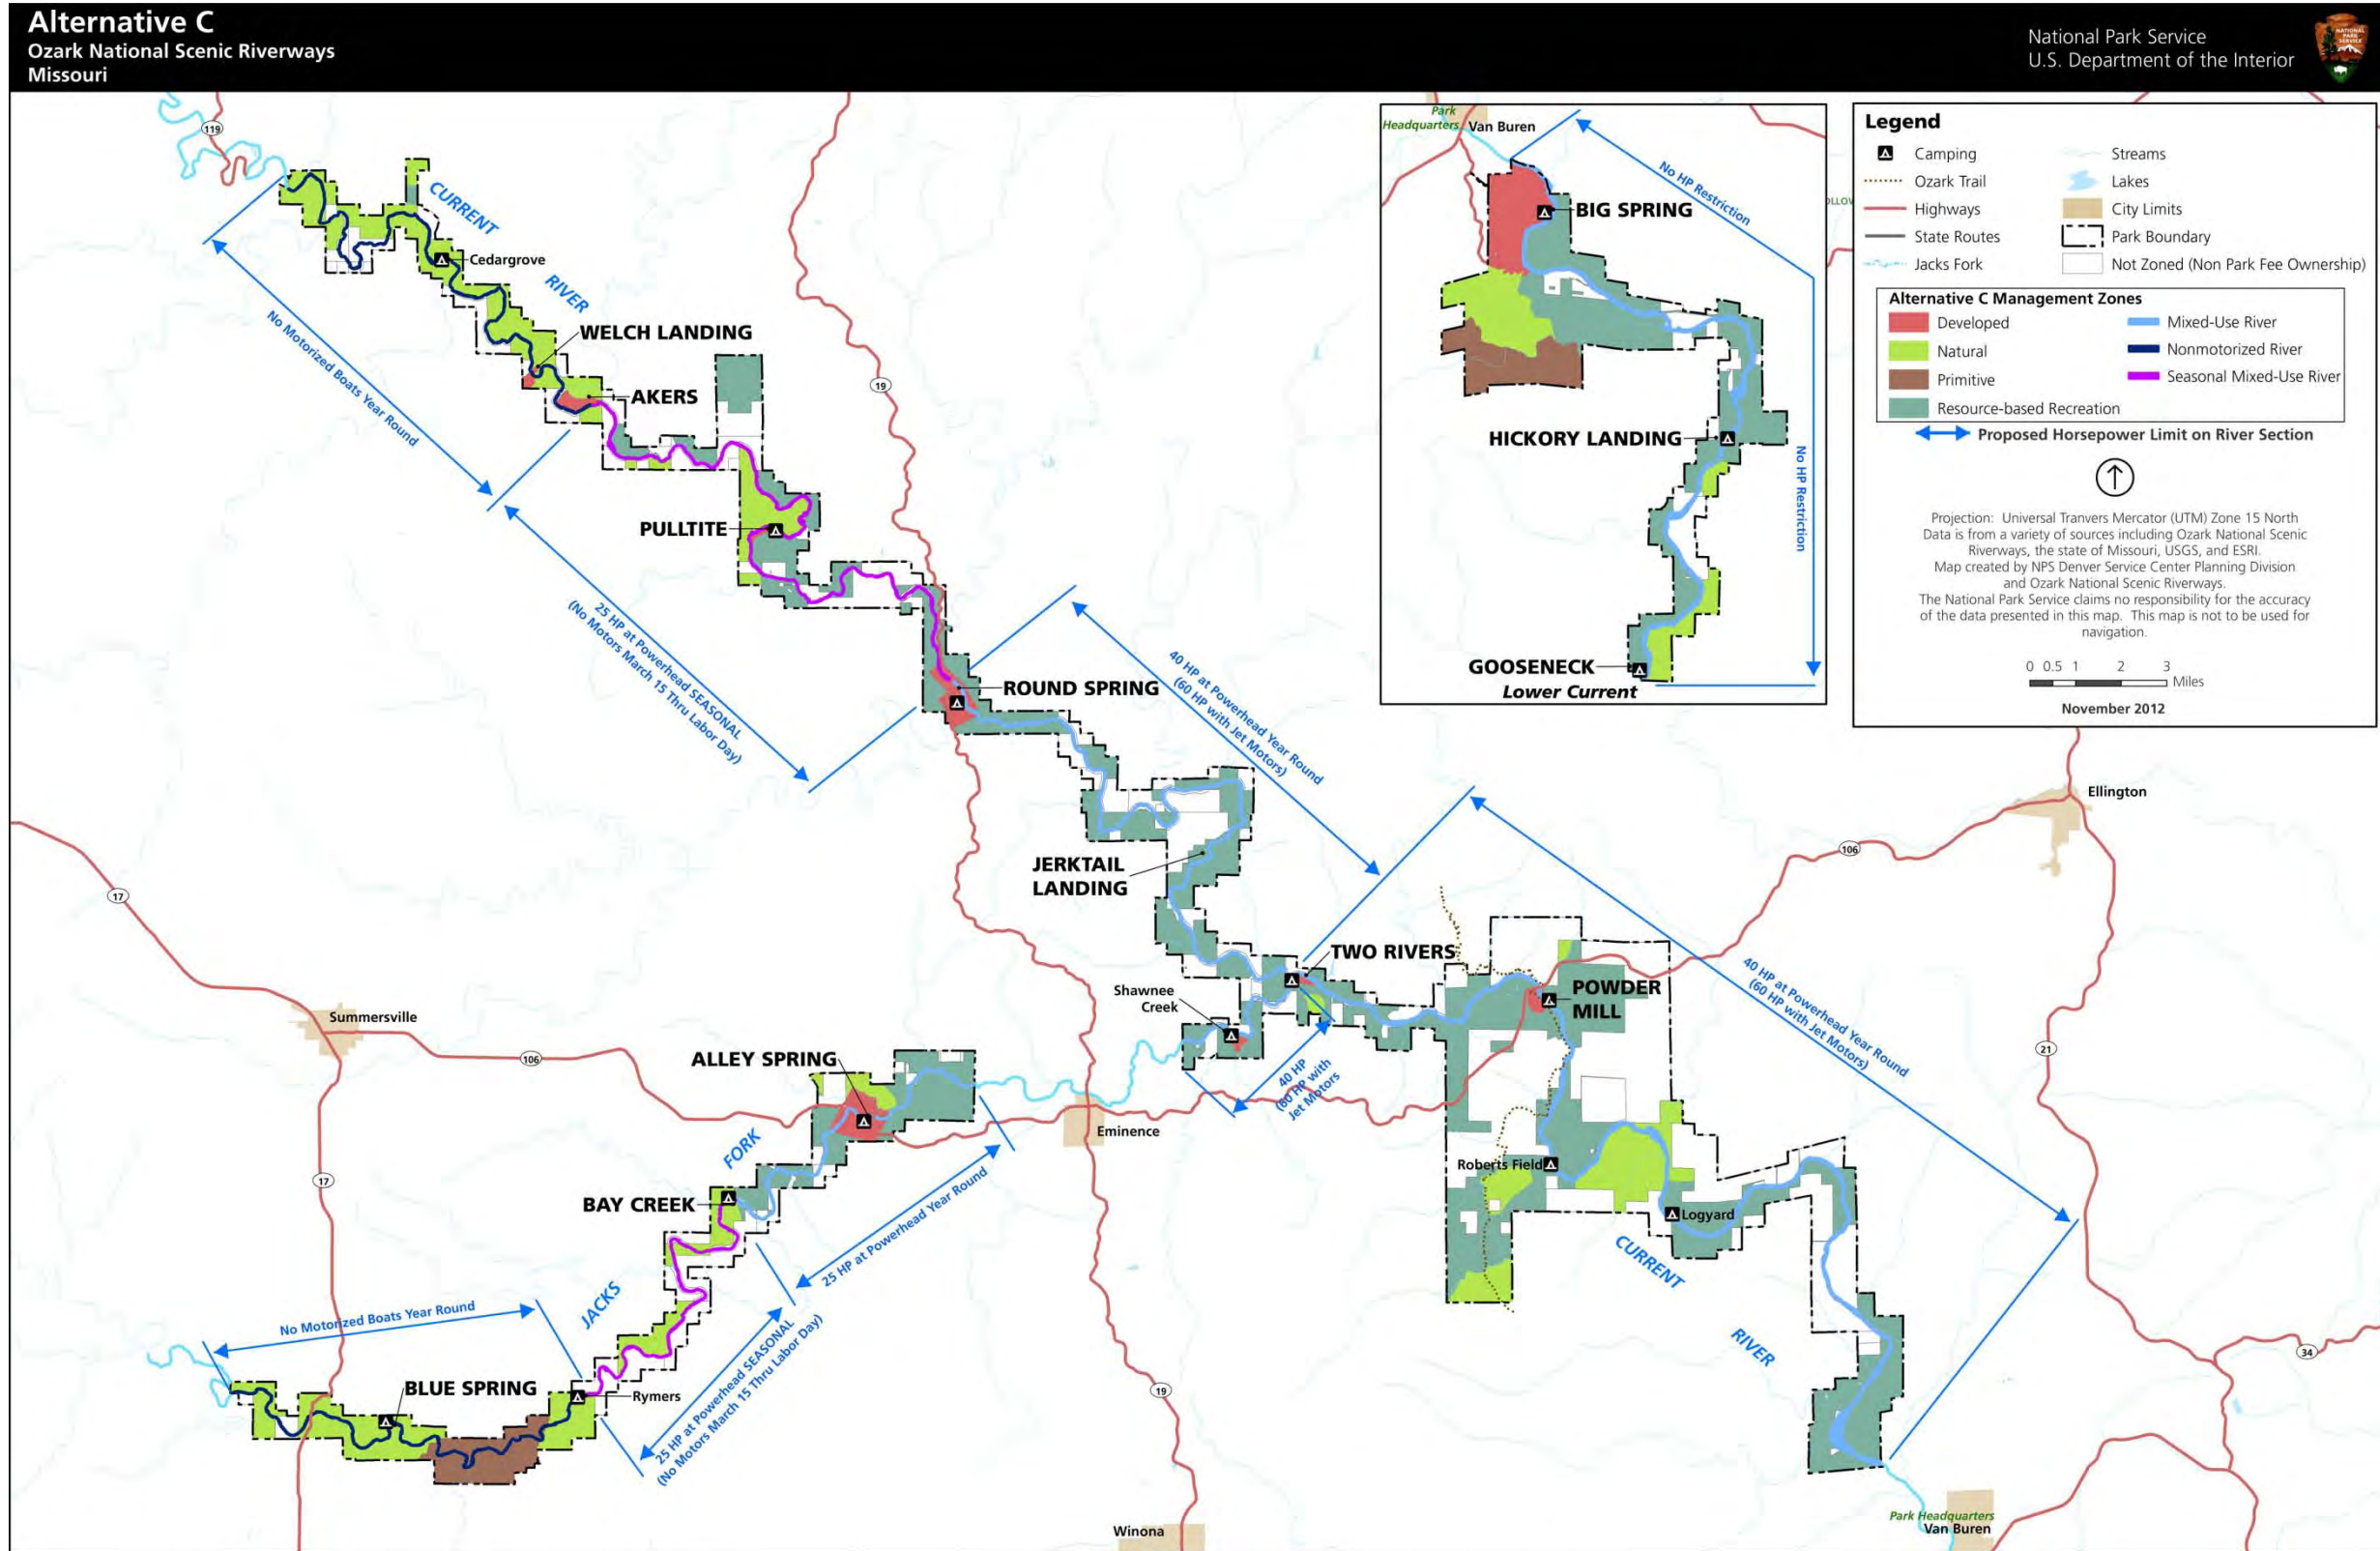 Alternative C
Ozark National Scenic Riverways
Missouri
National Park Service
U.S. Department of the Interior
NATIONAL
PARK
SERVICE
119
CURRENT
RIVER
Cedargrove
WELCH LANDING
AKERS
No Motorized Boats Year Round
19
PULLTITE
25 HP at Powerhead SEASONAL
(No Motors March 15 Thru Labor Day)
ROUND SPRING
40 HP at Powerhead Year Round
(60 HP with Jet Motors)
JERKTAIL
LANDING
TWO RIVERS
Shawnee
Creek
POWDER
MILL
40 HP
(60 HP with
Jet Motors
40 HP at Powerhead Year Round
(60 HP with Jet Motors)
106
Ellington
21
17
Summersville
106
ALLEY SPRING
Eminence
Roberts Field
Logyard
CURRENT
RIVER
17
FORK
JACKS
BAY CREEK
25 HP at Powerhead Year Round
25 HP at Powerhead SEASONAL
(No Motors March 15 Thru Labor Day)
No Motorized Boats Year Round
BLUE SPRING
Rymers
19
34
Winona
Park Headquarters
Van Buren
Park
Headquarters
Van Buren
No HP Restriction
BIG SPRING
HICKORY LANDING
No HP Restriction
GOOSENECK
Lower Current
Legend
Camping
Ozark Trail
Highways
State Routes
Jacks Fork
Streams
Lakes
City Limits
Park Boundary
Not Zoned (Non Park Fee Ownership)
Alternative C Management Zones
Developed
Natural
Primitive
Resource-based Recreation
Mixed-Use River
Nonmotorized River
Seasonal Mixed-Use River
Proposed Horsepower Limit on River Section
Projection: Universal Tranvers Mercator (UTM) Zone 15 North
Data is from a variety of sources including Ozark National Scenic
Riverways, the state of Missouri, USGS, and ESRI.
Map created by NPS Denver Service Center Planning Division
and Ozark National Scenic Riverways.
The National Park Service claims no responsibility for the accuracy
of the data presented in this map. This map is not to be used for
navigation.
0 0.5 1 2 3
Miles
November 2012